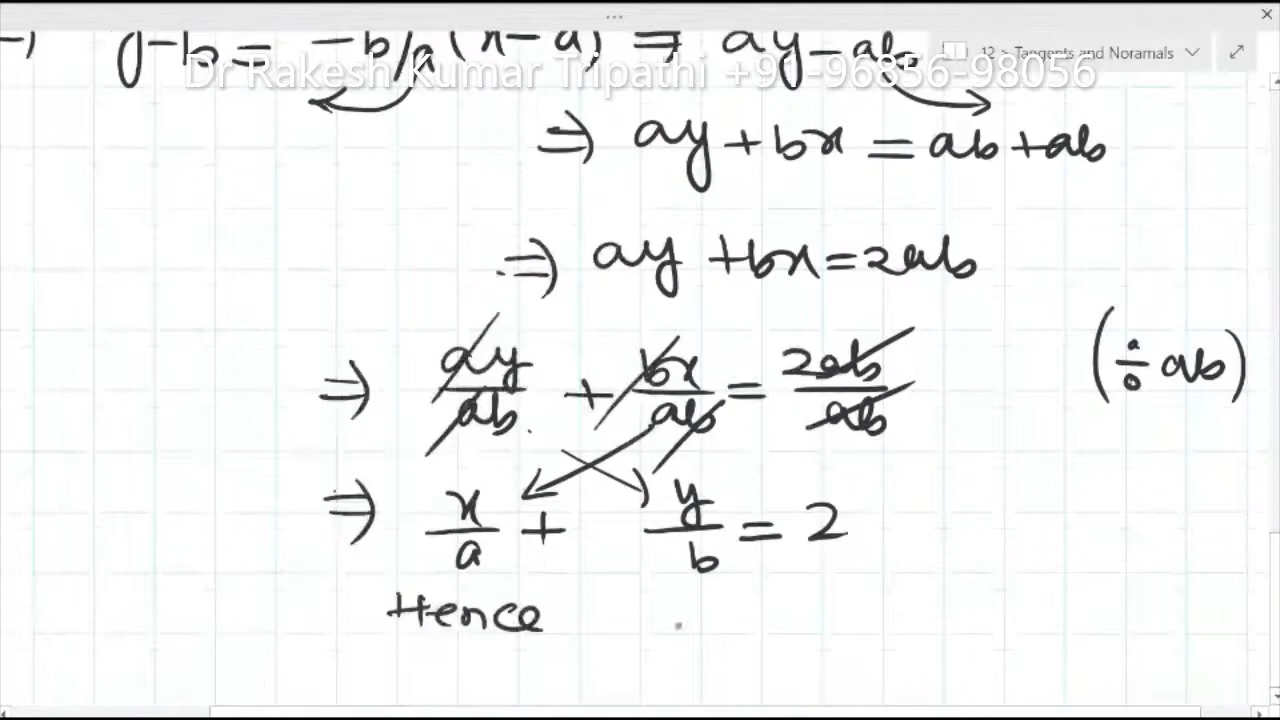 ⇒ y-b = -b/a (x-a) ⇒ ay-ab
12 > Tangents and Noramals
Dr Rakesh Kumar Tripathi +91-96856-98056
⇒ ay + bx = ab + ab
⇒ ay + bx = 2ab
⇒ ay/ab + bx/ab = 2ab/ab (÷ ab)
⇒ x/a + y/b = 2
Hence